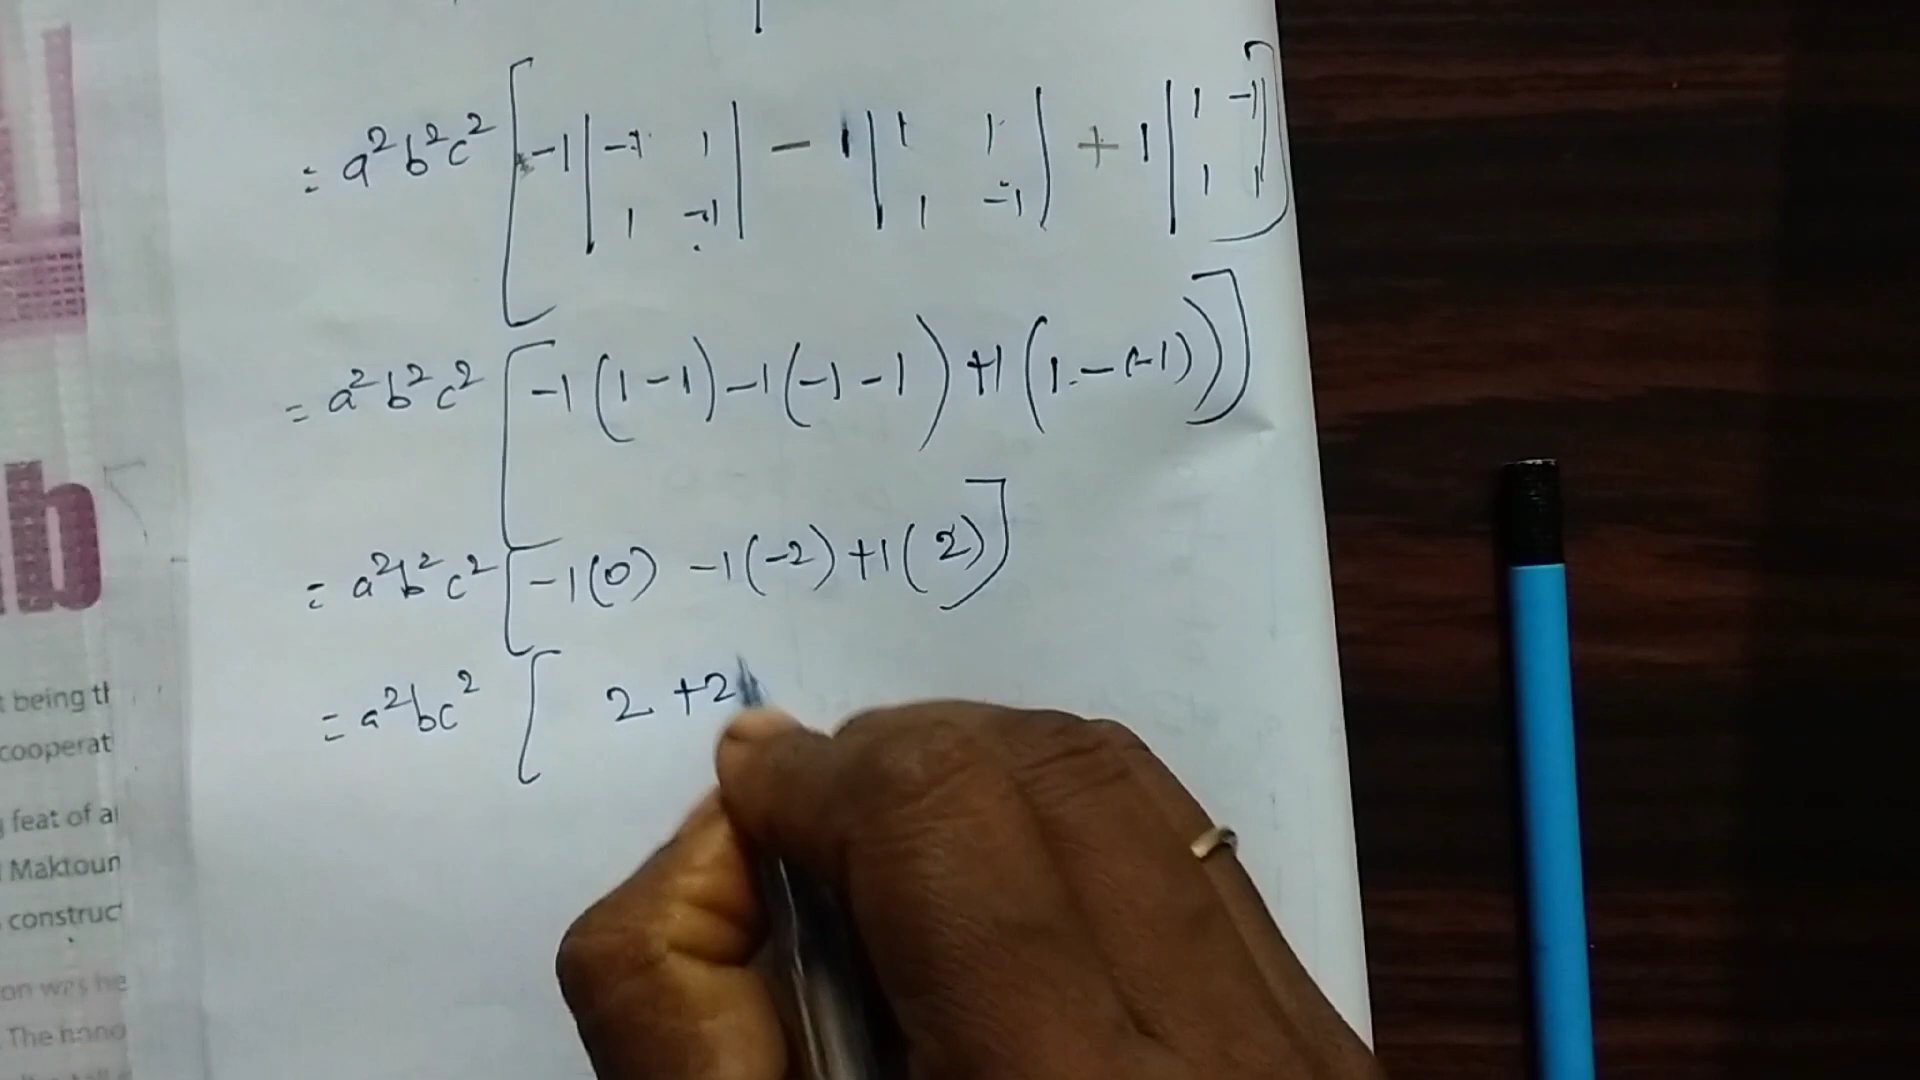 = a²b²c² [ -1 | -1 1 | - 1 | 1 1 | + 1 | 1 -1 | ]
1 -1 1 -1 1 1
= a²b²c² [ -1 (1-1) -1 (-1-1) +1 (1-(-1)) ]
= a²b²c² [ -1(0) -1(-2) +1(2) ]
= a²bc² [ 2 +2
b
t being th
cooperat
feat of a
Maktoum
construc
The nano